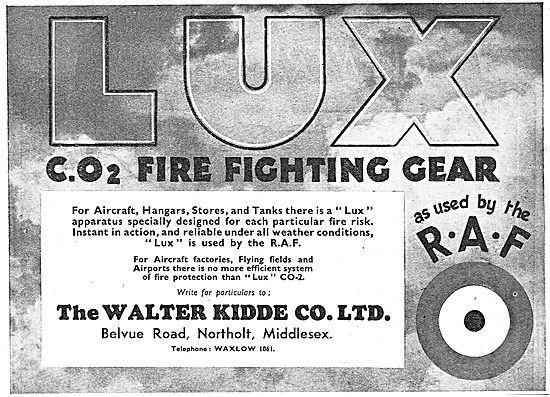 LUX
C.O2 FIRE FIGHTING GEAR
For Aircraft, Hangars, Stores, and Tanks there is a "Lux"
apparatus specially designed for each particular fire risk.
Instant in action, and reliable under all weather conditions,
"Lux" is used by the R.A.F.
For Aircraft factories, Flying fields and
Airports there is no more efficient system
of fire protection than "Lux" CO-2.
Write for particulars to:
The WALTER KIDDE CO. LTD.
Belvue Road, Northolt, Middlesex.
Telephone: WAXLOW 1061.
as used by the
R·A·F